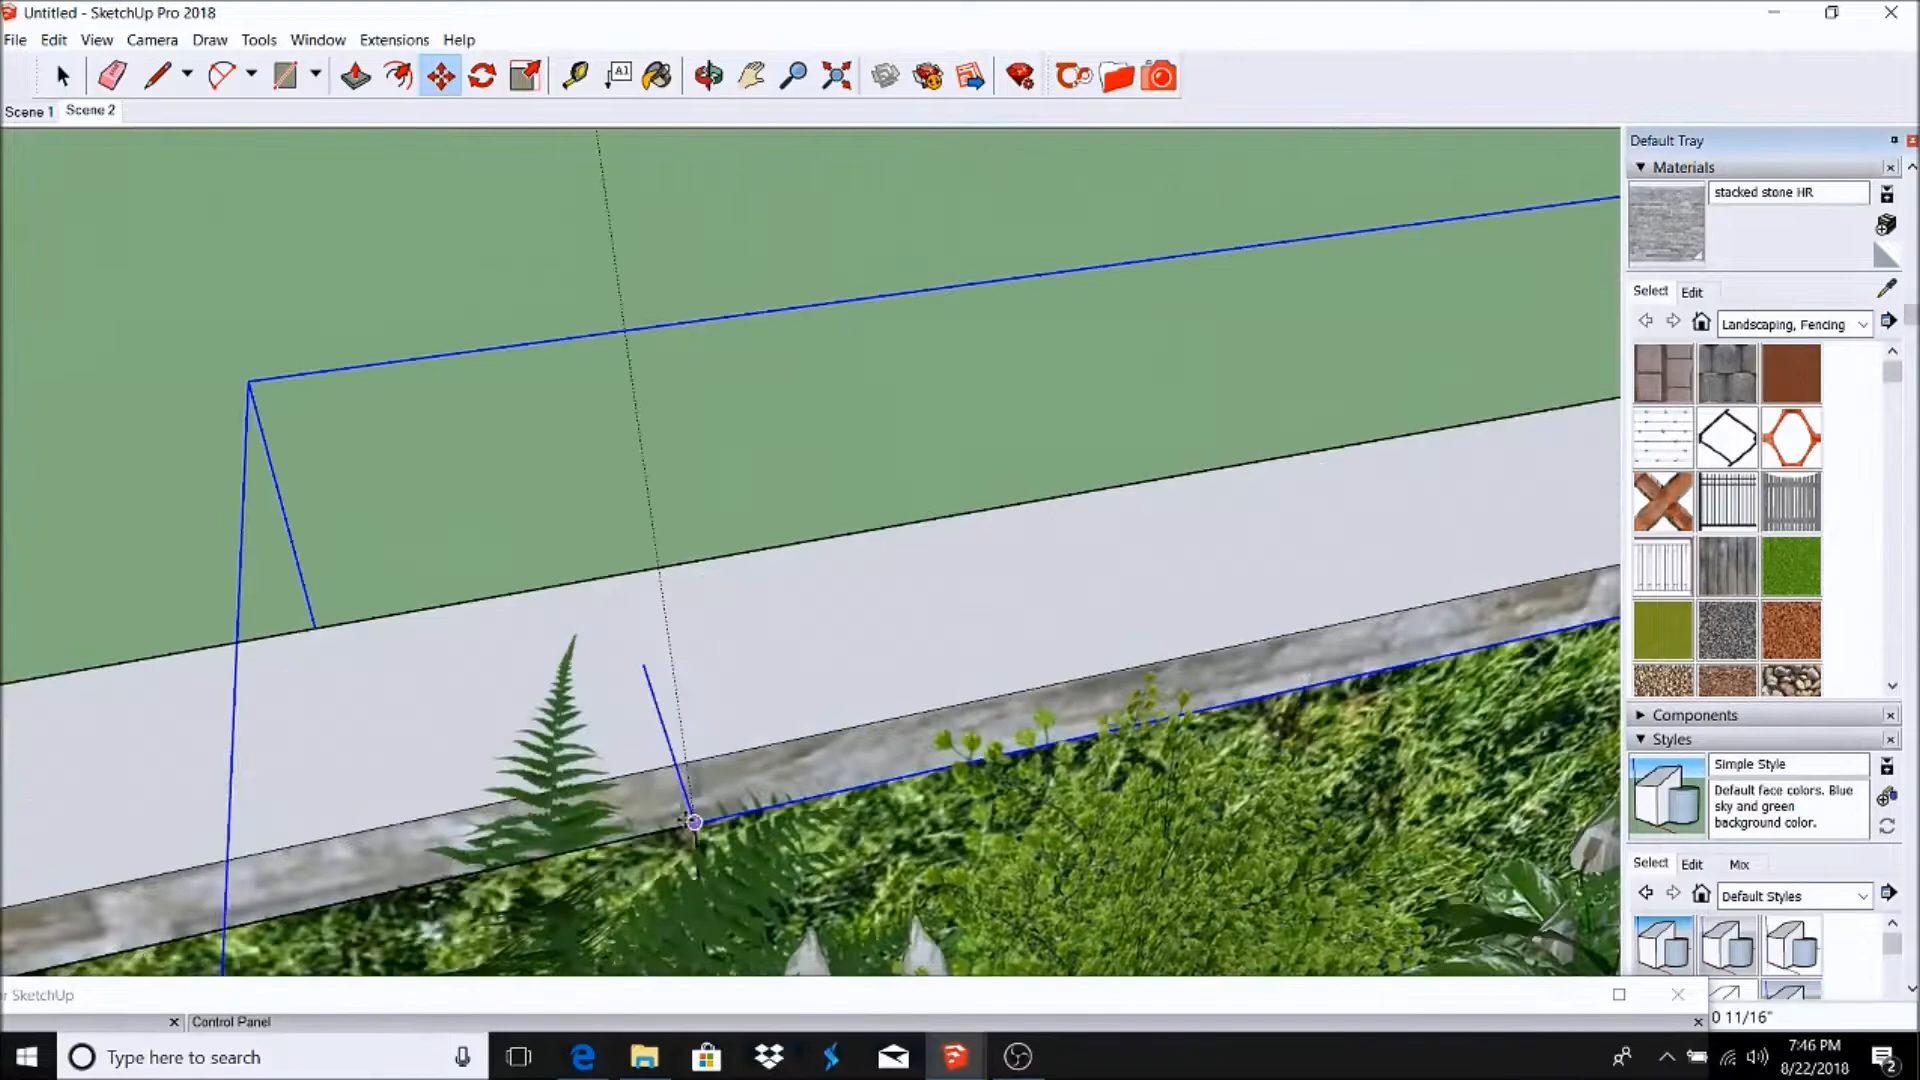 Untitled - SketchUp Pro 2018
File Edit View Camera Draw Tools Window Extensions Help
A1
Scene 1 Scene 2
Default Tray
Materials
stacked stone HR
Select Edit
Landscaping, Fencing
Components
Styles
Simple Style
Default face colors. Blue
sky and green
background color.
Select Edit Mix
Default Styles
r SketchUp
Control Panel
0 11/16"
Type here to search
7:46 PM
8/22/2018
2